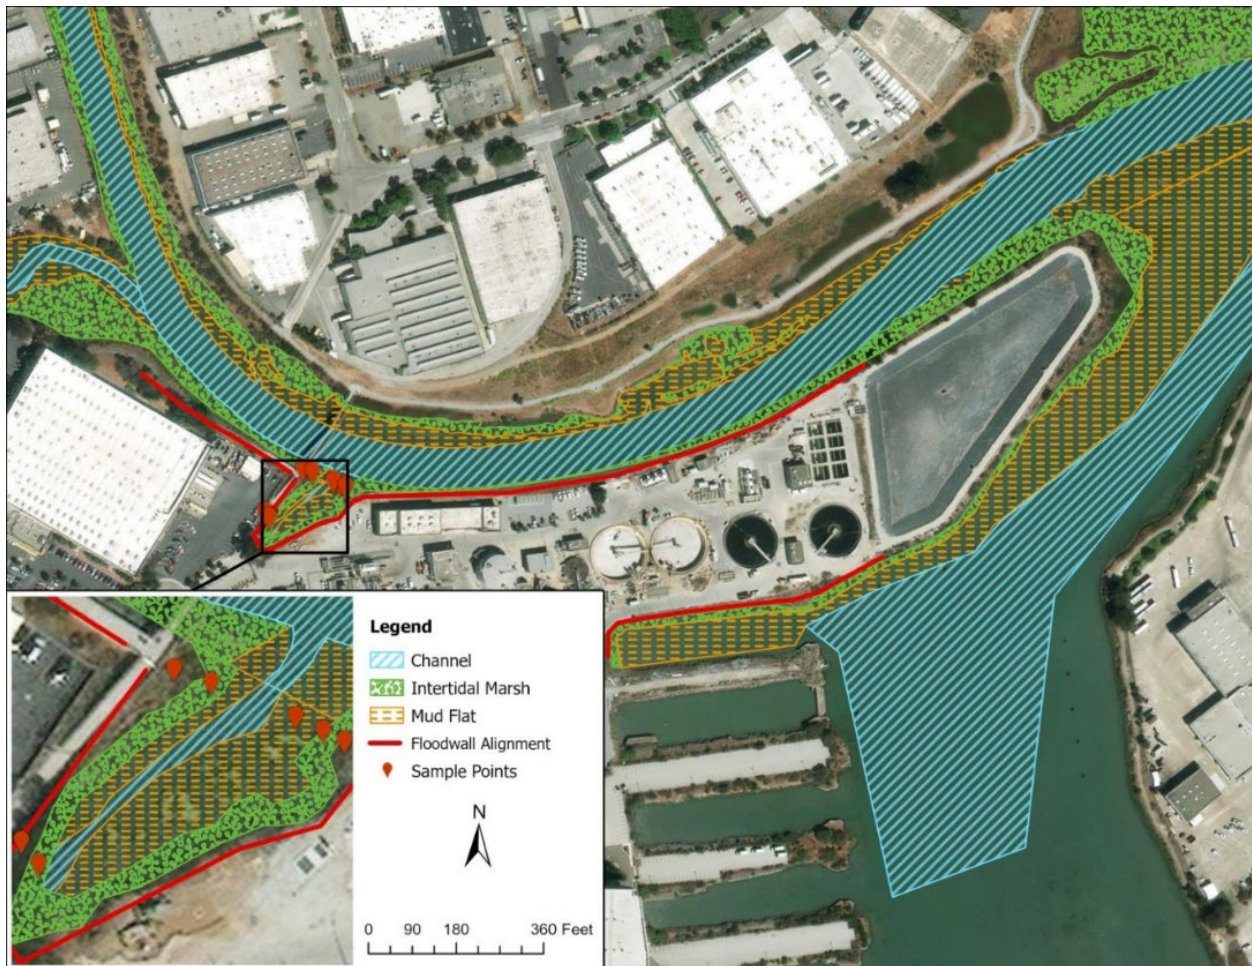 Legend
Channel
Intertidal Marsh
Mud Flat
Floodwall Alignment
Sample Points
N
0 90 180 360 Feet